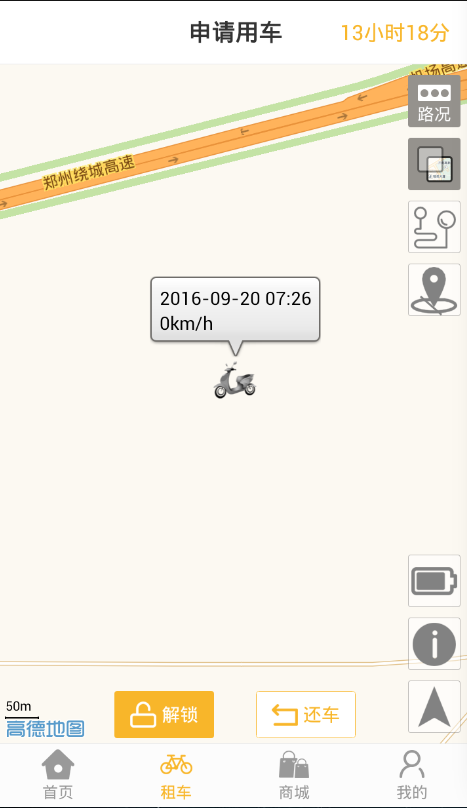 申请用车
13小时18分
机场高速
路况
郑州绕城高速
2016-09-20 07:26
0km/h
50m
高德地图
解锁
还车
首页
租车
商城
我的